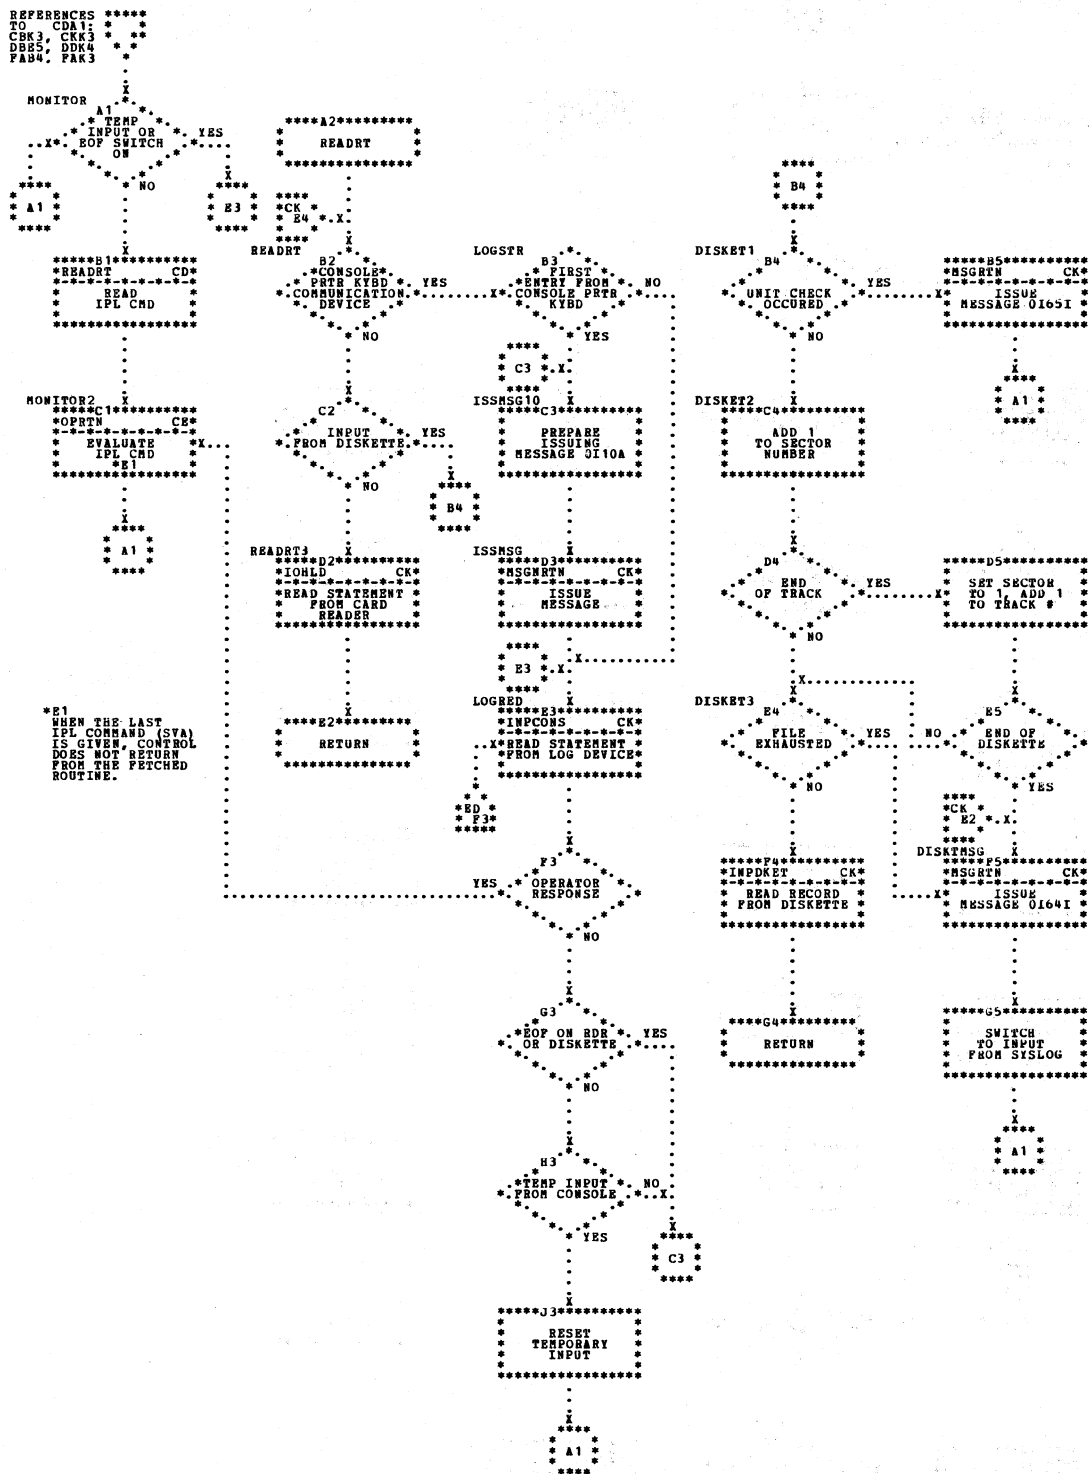 REFERENCES
TO CDA1:
CBK3, CKK3
DBE5, DDK4
FAB4, FAK3
MONITOR
A1
TEMP
INPUT OR
EOF SWITCH
ON
YES
NO
A1
E3
B1
READRT CD
READ
IPL CMD
MONITOR2
C1
OPRTN CE
EVALUATE
IPL CMD
*E1
A1
*E1
WHEN THE LAST
IPL COMMAND (SVA)
IS GIVEN, CONTROL
DOES NOT RETURN
FROM THE FETCHED
ROUTINE.
A2
READRT
CK
E4
READRT
B2
CONSOLE
PRTR KYBD
COMMUNICATION
DEVICE
YES
NO
C2
INPUT
FROM DISKETTE
YES
NO
B4
READRT3
D2
IOHLD CK
READ STATEMENT
FROM CARD
READER
E2
RETURN
LOGSTR
B3
FIRST
ENTRY FROM
CONSOLE PRTR
KYBD
NO
YES
C3
ISSMSG10
C3
PREPARE
ISSUING
MESSAGE 0I10A
ISSMSG
D3
MSGNRTN CK
ISSUE
MESSAGE
E3
LOGRED
E3
INPCONS CK
READ STATEMENT
FROM LOG DEVICE
ED
F3
F3
OPERATOR
RESPONSE
YES
NO
G3
EOF ON RDR
OR DISKETTE
YES
NO
H3
TEMP INPUT
FROM CONSOLE
NO
YES
C3
J3
RESET
TEMPORARY
INPUT
A1
B4
DISKET1
B4
UNIT CHECK
OCCURED
YES
NO
DISKET2
C4
ADD 1
TO SECTOR
NUMBER
D4
END
OF TRACK
YES
NO
DISKET3
E4
FILE
EXHAUSTED
YES
NO
F4
INPDKET CK
READ RECORD
FROM DISKETTE
G4
RETURN
B5
MSGRTN CK
ISSUE
MESSAGE 0I65I
A1
D5
SET SECTOR
TO 1, ADD 1
TO TRACK #
E5
END OF
DISKETTE
NO
YES
CK
E2
DISKTMSG
F5
MSGRTN CK
ISSUE
MESSAGE 0I64I
G5
SWITCH
TO INPUT
FROM SYSLOG
A1